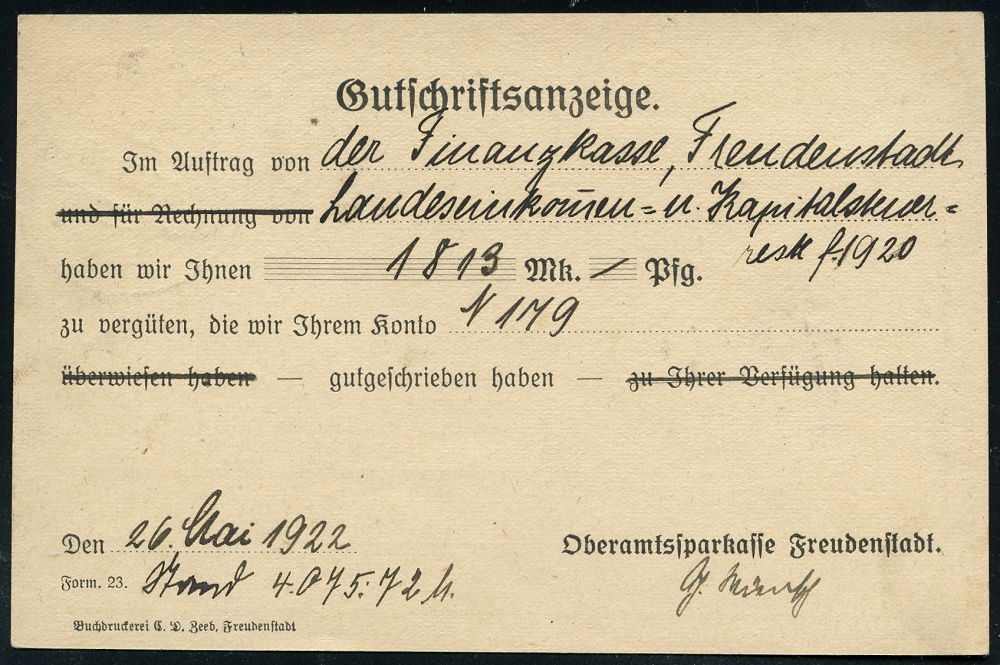 Gutschriftsanzeige.
Im Auftrag von der Finanzkasse, Freudenstadt
und für Rechnung von Landeseinkom̅en= u. Kapitalsteuer=
rest f. 1920
haben wir Ihnen 1813 Mk. — Pfg.
zu vergüten, die wir Ihrem Konto N 179
überwiesen haben — gutgeschrieben haben — zu Ihrer Verfügung halten.
Den 26. Mai 1922 Oberamtssparkasse Freudenstadt.
Form. 23. Stand 4.075.72
Buchdruckerei C. D. Zeeb, Freudenstadt